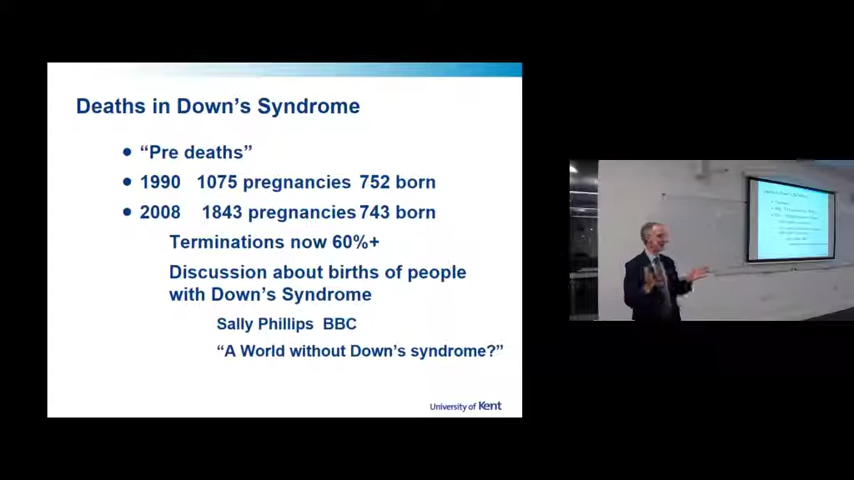 Deaths in Down's Syndrome
“Pre deaths”
1990 1075 pregnancies 752 born
2008 1843 pregnancies 743 born
Terminations now 60%+
Discussion about births of people
with Down's Syndrome
Sally Phillips BBC
“A World without Down's syndrome?”
University of Kent